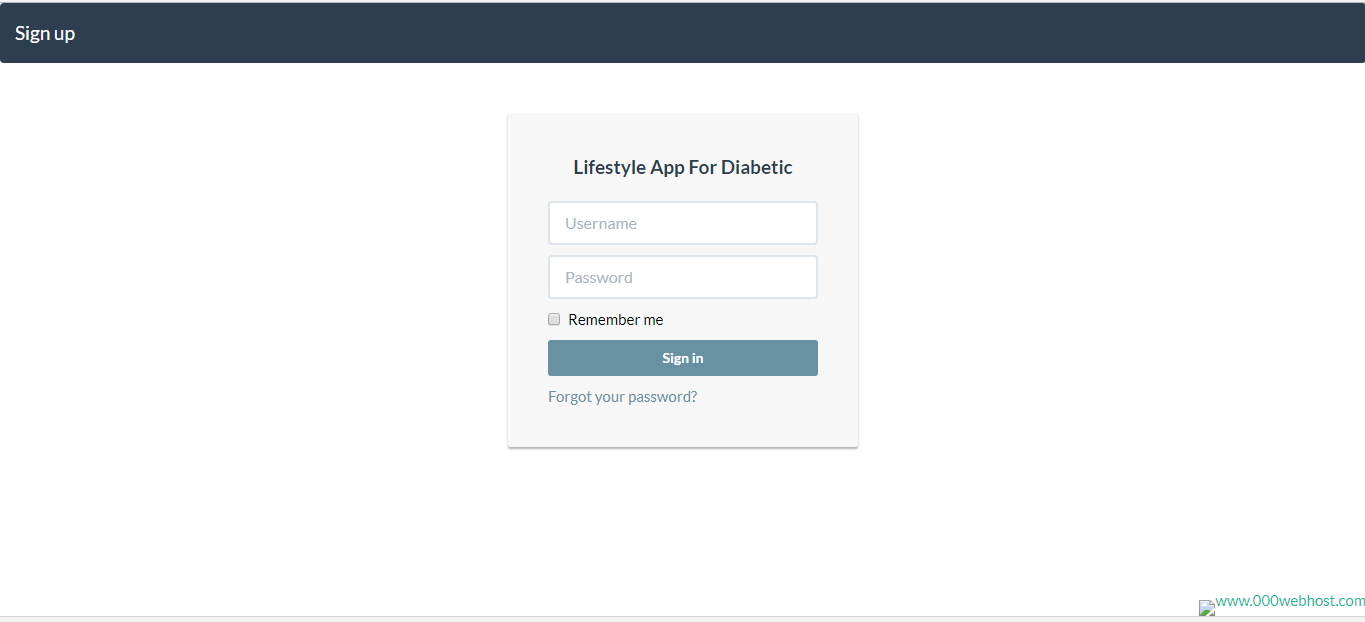 Sign up
Lifestyle App For Diabetic
Username
Password
Remember me
Sign in
Forgot your password?
www.000webhost.com